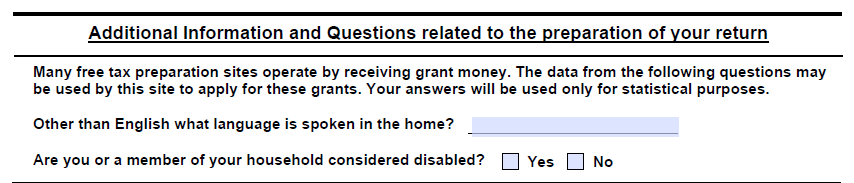 Additional Information and Questions related to the preparation of your return
Many free tax preparation sites operate by receiving grant money. The data from the following questions may
be used by this site to apply for these grants. Your answers will be used only for statistical purposes.
Other than English what language is spoken in the home?
Are you or a member of your household considered disabled? Yes No